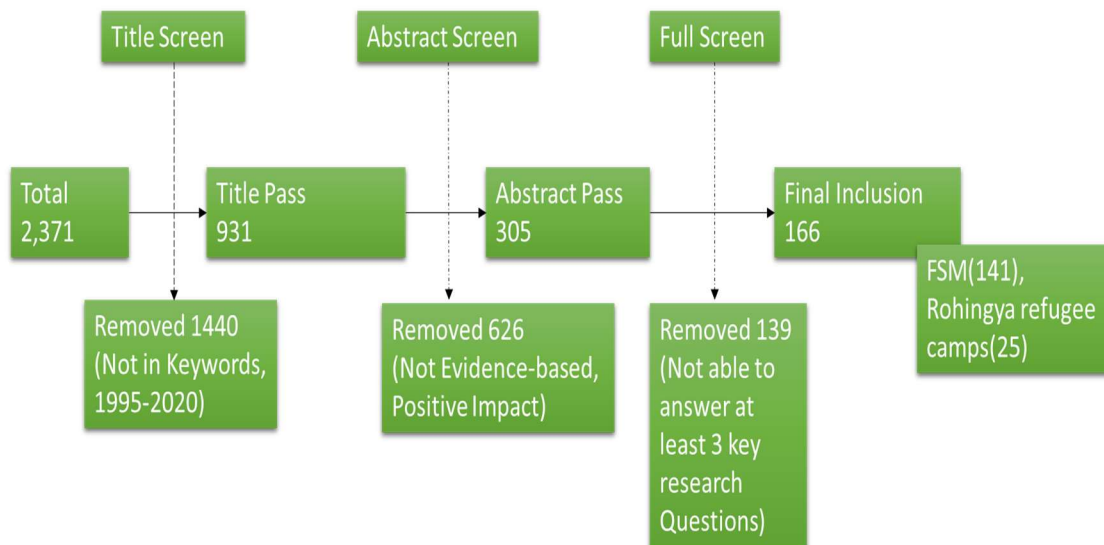 Title Screen
Abstract Screen
Full Screen
Total
2,371
Title Pass
931
Abstract Pass
305
Final Inclusion
166
FSM(141),
Rohingya refugee
camps(25)
Removed 1440
(Not in Keywords,
1995-2020)
Removed 626
(Not Evidence-based,
Positive Impact)
Removed 139
(Not able to
answer at
least 3 key
research
Questions)